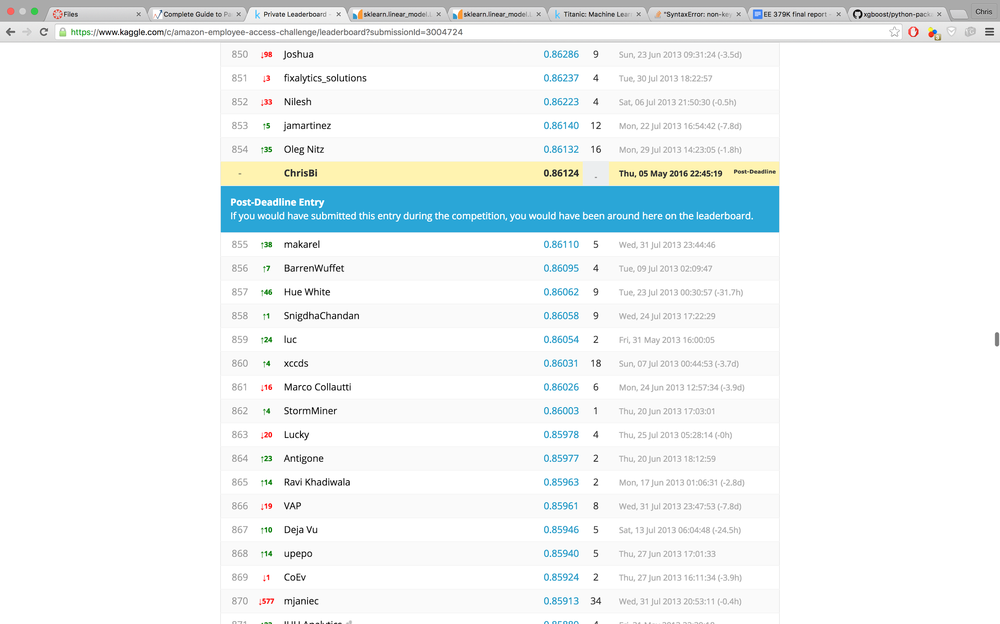 Files
Complete Guide to Pa
Private Leaderboard -
sklearn.linear_model.L
sklearn.linear_model.L
Titanic: Machine Lear
"SyntaxError: non-key
EE 379K final report -
xgboost/python-packa
Chris
https://www.kaggle.com/c/amazon-employee-access-challenge/leaderboard?submissionId=3004724
3
850 ↓98 Joshua 0.86286 9 Sun, 23 Jun 2013 09:31:24 (-3.5d)
851 ↓3 fixalytics_solutions 0.86237 4 Tue, 30 Jul 2013 18:22:57
852 ↓33 Nilesh 0.86223 4 Sat, 06 Jul 2013 21:50:30 (-0.5h)
853 ↑5 jamartinez 0.86140 12 Mon, 22 Jul 2013 16:54:42 (-7.8d)
854 ↑35 Oleg Nitz 0.86132 16 Mon, 29 Jul 2013 14:23:05 (-1.8h)
- ChrisBi 0.86124 - Thu, 05 May 2016 22:45:19 Post-Deadline
Post-Deadline Entry
If you would have submitted this entry during the competition, you would have been around here on the leaderboard.
855 ↑38 makarel 0.86110 5 Wed, 31 Jul 2013 23:44:46
856 ↑7 BarrenWuffet 0.86095 4 Tue, 09 Jul 2013 02:09:47
857 ↑46 Hue White 0.86062 9 Tue, 23 Jul 2013 00:30:57 (-31.7h)
858 ↑1 SnigdhaChandan 0.86058 9 Wed, 24 Jul 2013 17:22:29
859 ↑24 luc 0.86054 2 Fri, 31 May 2013 16:00:05
860 ↑4 xccds 0.86031 18 Sun, 07 Jul 2013 00:44:53 (-3.7d)
861 ↓16 Marco Collautti 0.86026 6 Mon, 24 Jun 2013 12:57:34 (-3.9d)
862 ↑4 StormMiner 0.86003 1 Thu, 20 Jun 2013 17:03:01
863 ↓20 Lucky 0.85978 4 Thu, 25 Jul 2013 05:28:14 (-0h)
864 ↑23 Antigone 0.85977 2 Thu, 20 Jun 2013 18:12:59
865 ↑14 Ravi Khadiwala 0.85963 2 Mon, 17 Jun 2013 01:06:31 (-2.8d)
866 ↓19 VAP 0.85961 8 Wed, 31 Jul 2013 23:47:53 (-7.8d)
867 ↑10 Deja Vu 0.85946 5 Sat, 13 Jul 2013 06:04:48 (-24.5h)
868 ↑14 upepo 0.85940 5 Thu, 27 Jun 2013 17:01:33
869 ↓1 CoEv 0.85924 2 Thu, 27 Jun 2013 16:11:34 (-3.9h)
870 ↓577 mjaniec 0.85913 34 Wed, 31 Jul 2013 20:53:11 (-0.4h)